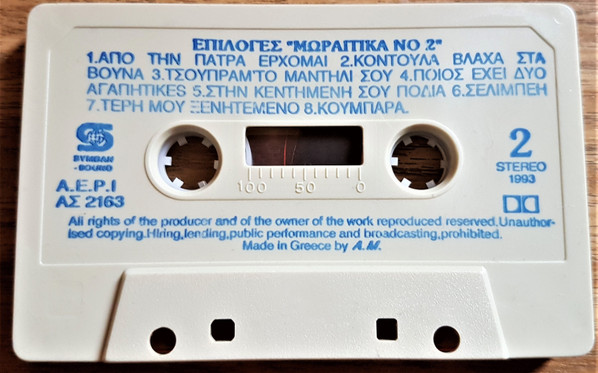 ΕΠΙΛΟΓΕΣ "ΜΩΡΑΙΤΙΚΑ ΝΟ 2"
1.ΑΠΟ ΤΗΝ ΠΑΤΡΑ ΕΡΧΟΜΑΙ 2.ΚΟΝΤΟΥΛΑ ΒΛΑΧΑ ΣΤΑ
ΒΟΥΝΑ 3.ΤΣΟΥΠΡΑΜ'ΤΟ ΜΑΝΤΗΛΙ ΣΟΥ 4.ΠΟΙΟΣ ΕΧΕΙ ΔΥΟ
ΑΓΑΠΗΤΙΚΕS 5.ΣΤΗΝ ΚΕΝΤΗΜΕΝΗ ΣΟΥ ΠΟΔΙΑ 6.ΣΕΛΙΜΠΕΗ
7.ΤΕΡΗ ΜΟΥ ΞΕΝΗΤΕΜΕΝΟ 8.ΚΟΥΜΠΑΡΑ.
-SOUND
2
STEREO
1993
Α.Ε.Ρ.Ι
ΑΣ 2163
100 50 0
All rights of the producer and of the owner of the work reproduced reserved.Unauthor-
ised copying.Hiring,lending,public performance and broadcasting,prohibited.
Made in Greece by A.M.